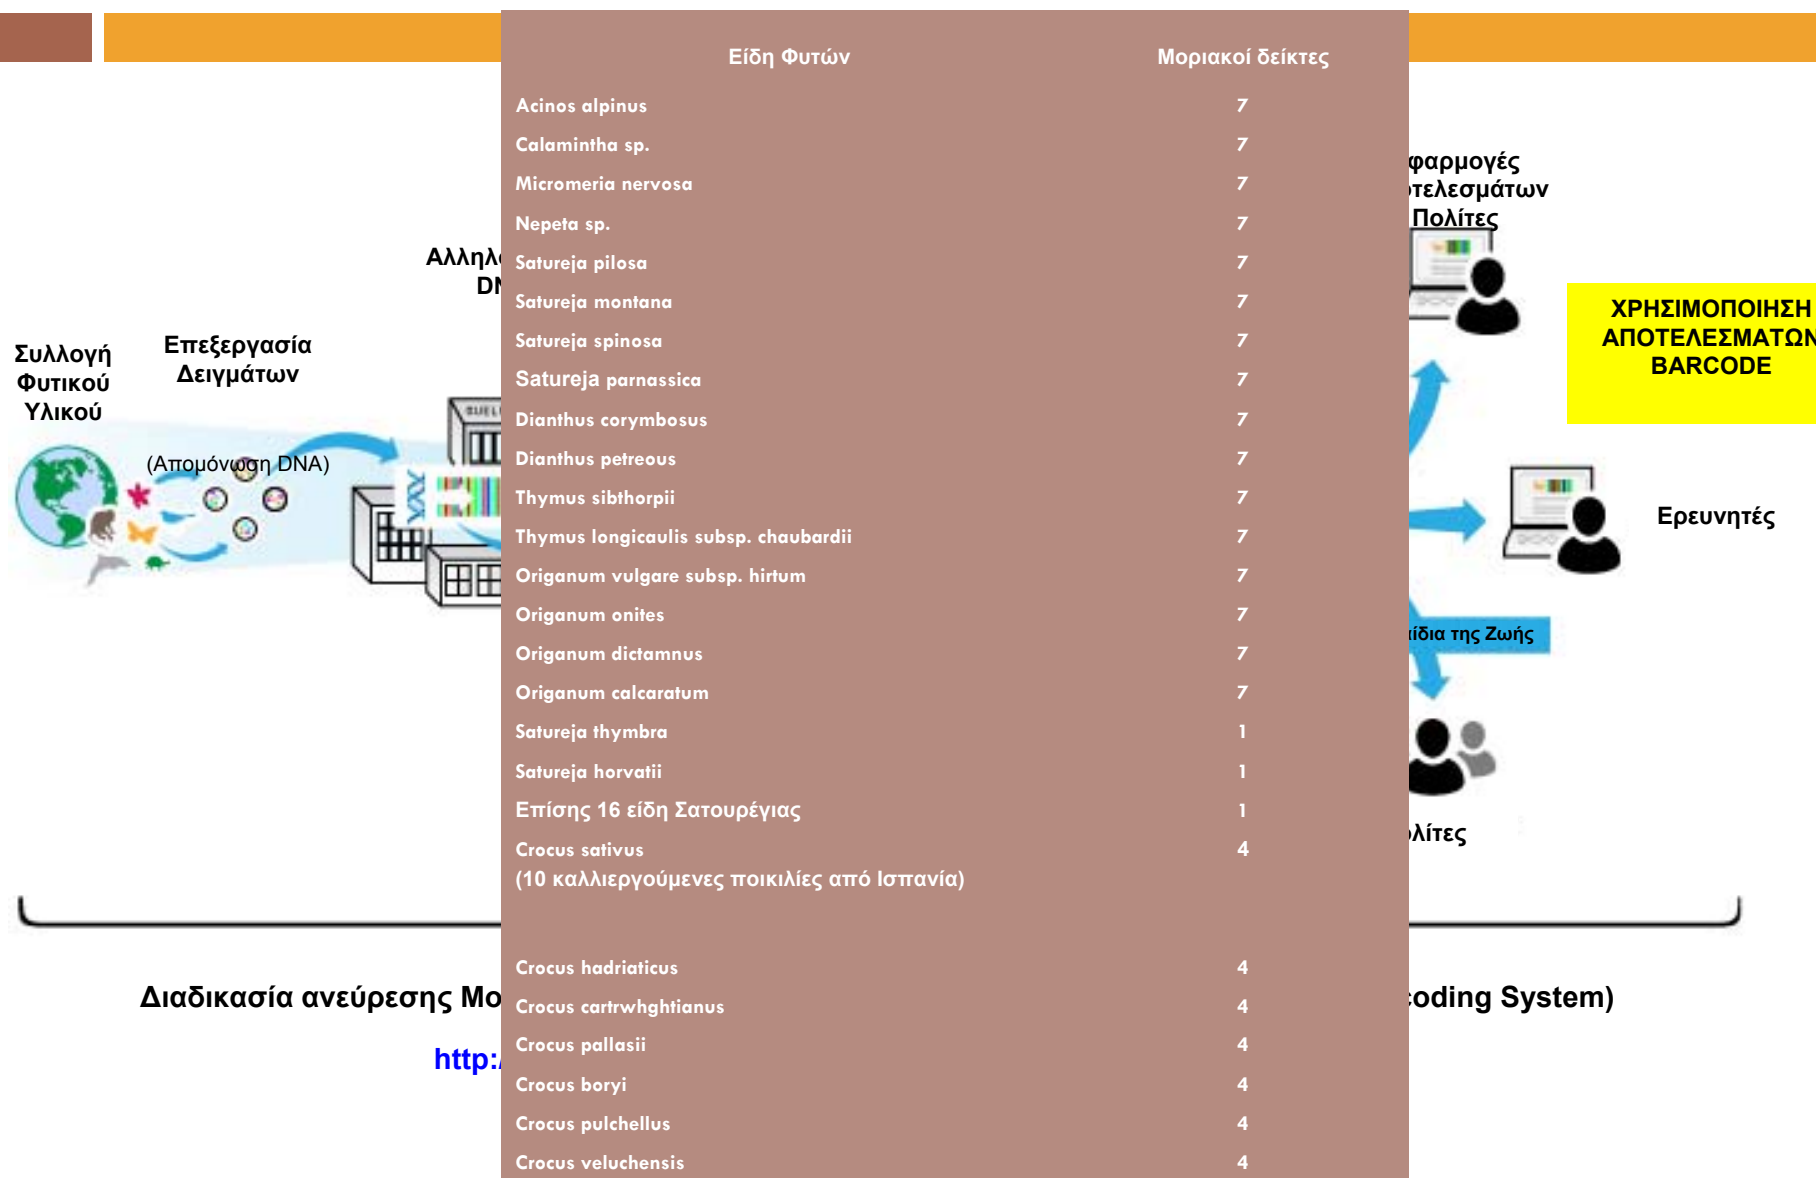 Είδη Φυτών Μοριακοί δείκτες
Acinos alpinus 7
Calamintha sp. 7
Micromeria nervosa 7
Nepeta sp. 7
Satureja pilosa 7
Satureja montana 7
Satureja spinosa 7
Satureja parnassica 7
Dianthus corymbosus 7
Dianthus petreous 7
Thymus sibthorpii 7
Thymus longicaulis subsp. chaubardii 7
Origanum vulgare subsp. hirtum 7
Origanum onites 7
Origanum dictamnus 7
Origanum calcaratum 7
Satureja thymbra 1
Satureja horvatii 1
Επίσης 16 είδη Σατουρέγιας 1
Crocus sativus 4
(10 καλλιεργούμενες ποικιλίες από Ισπανία)
Crocus hadriaticus 4
Crocus cartrwhghtianus 4
Crocus pallasii 4
Crocus boryi 4
Crocus pulchellus 4
Crocus veluchensis 4
Συλλογή
Φυτικού
Υλικού
Επεξεργασία
Δειγμάτων
(Απομόνωση DNA)
φαρμογές
τελεσμάτων
Πολίτες
ΧΡΗΣΙΜΟΠΟΙΗΣΗ
ΑΠΟΤΕΛΕΣΜΑΤΩΝ
BARCODE
Ερευνητές
ίδια της Ζωής
λίτες
Διαδικασία ανεύρεσης Μο
coding System)
http:/